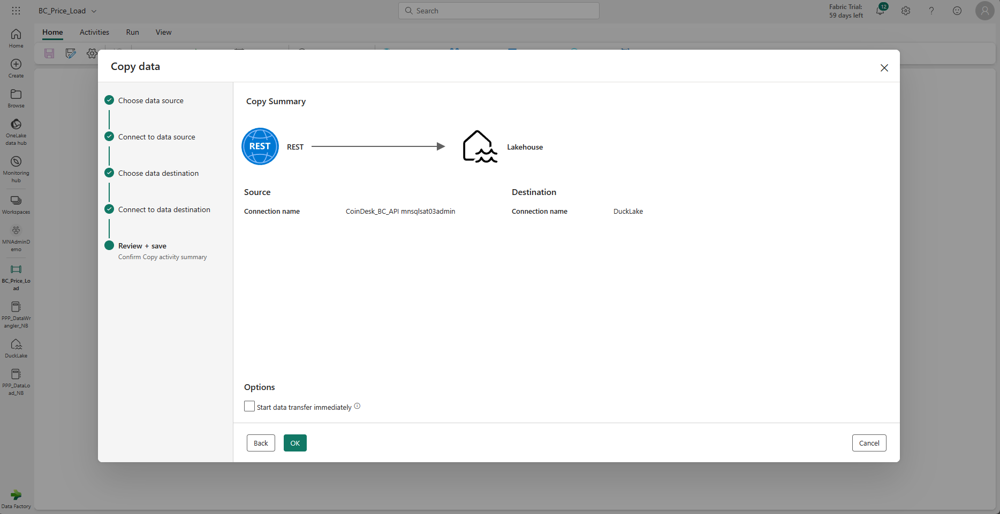 BC_Price_Load
Search
Fabric Trial:
59 days left
12
Home
Activities
Run
View
Home
Create
Browse
OneLake
data hub
Monitoring
hub
Workspaces
MNAdminD
emo
BC_Price_Lo
ad
PPP_DataWr
angler_NB
DuckLake
PPP_DataLo
ad_NB
Data Factory
Copy data
Choose data source
Connect to data source
Choose data destination
Connect to data destination
Review + save
Confirm Copy activity summary
Copy Summary
REST
REST
Lakehouse
Source
Destination
Connection name
CoinDesk_BC_API mnsqlsat03admin
Connection name
DuckLake
Options
Start data transfer immediately
Back
OK
Cancel